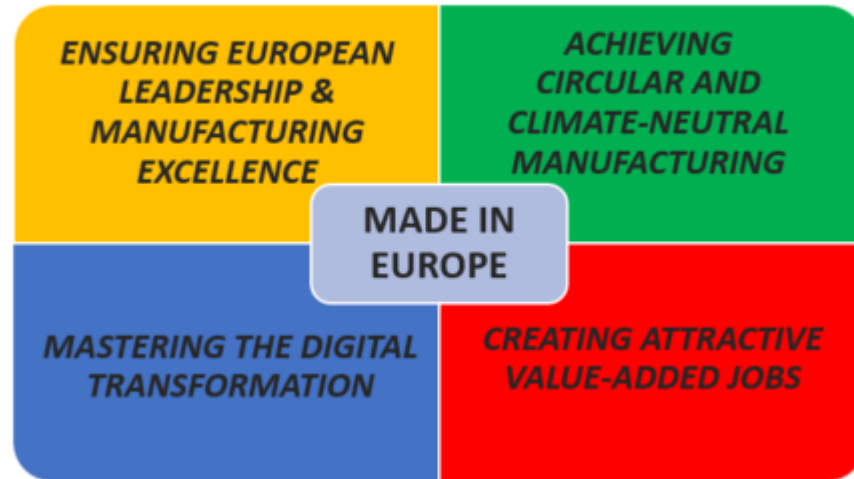 ENSURING EUROPEAN
LEADERSHIP &
MANUFACTURING
EXCELLENCE
ACHIEVING
CIRCULAR AND
CLIMATE-NEUTRAL
MANUFACTURING
MADE IN
EUROPE
MASTERING THE DIGITAL
TRANSFORMATION
CREATING ATTRACTIVE
VALUE-ADDED JOBS